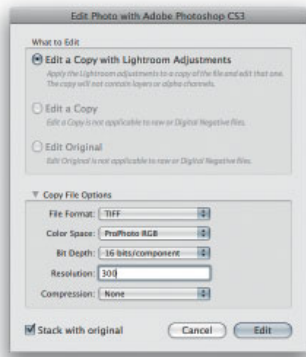 Edit Photo with Adobe Photoshop CS3
What to Edit
Edit a Copy with Lightroom Adjustments
Apply the Lightroom adjustments to a copy of the file and edit that one.
The copy will not contain layers or alpha channels.
Edit a Copy
Edit a Copy is not applicable to raw or Digital Negative files.
Edit Original
Edit Original is not applicable to raw or Digital Negative files.
Copy File Options
File Format: TIFF
Color Space: ProPhoto RGB
Bit Depth: 16 bits/component
Resolution: 300
Compression: None
Stack with original
Cancel
Edit